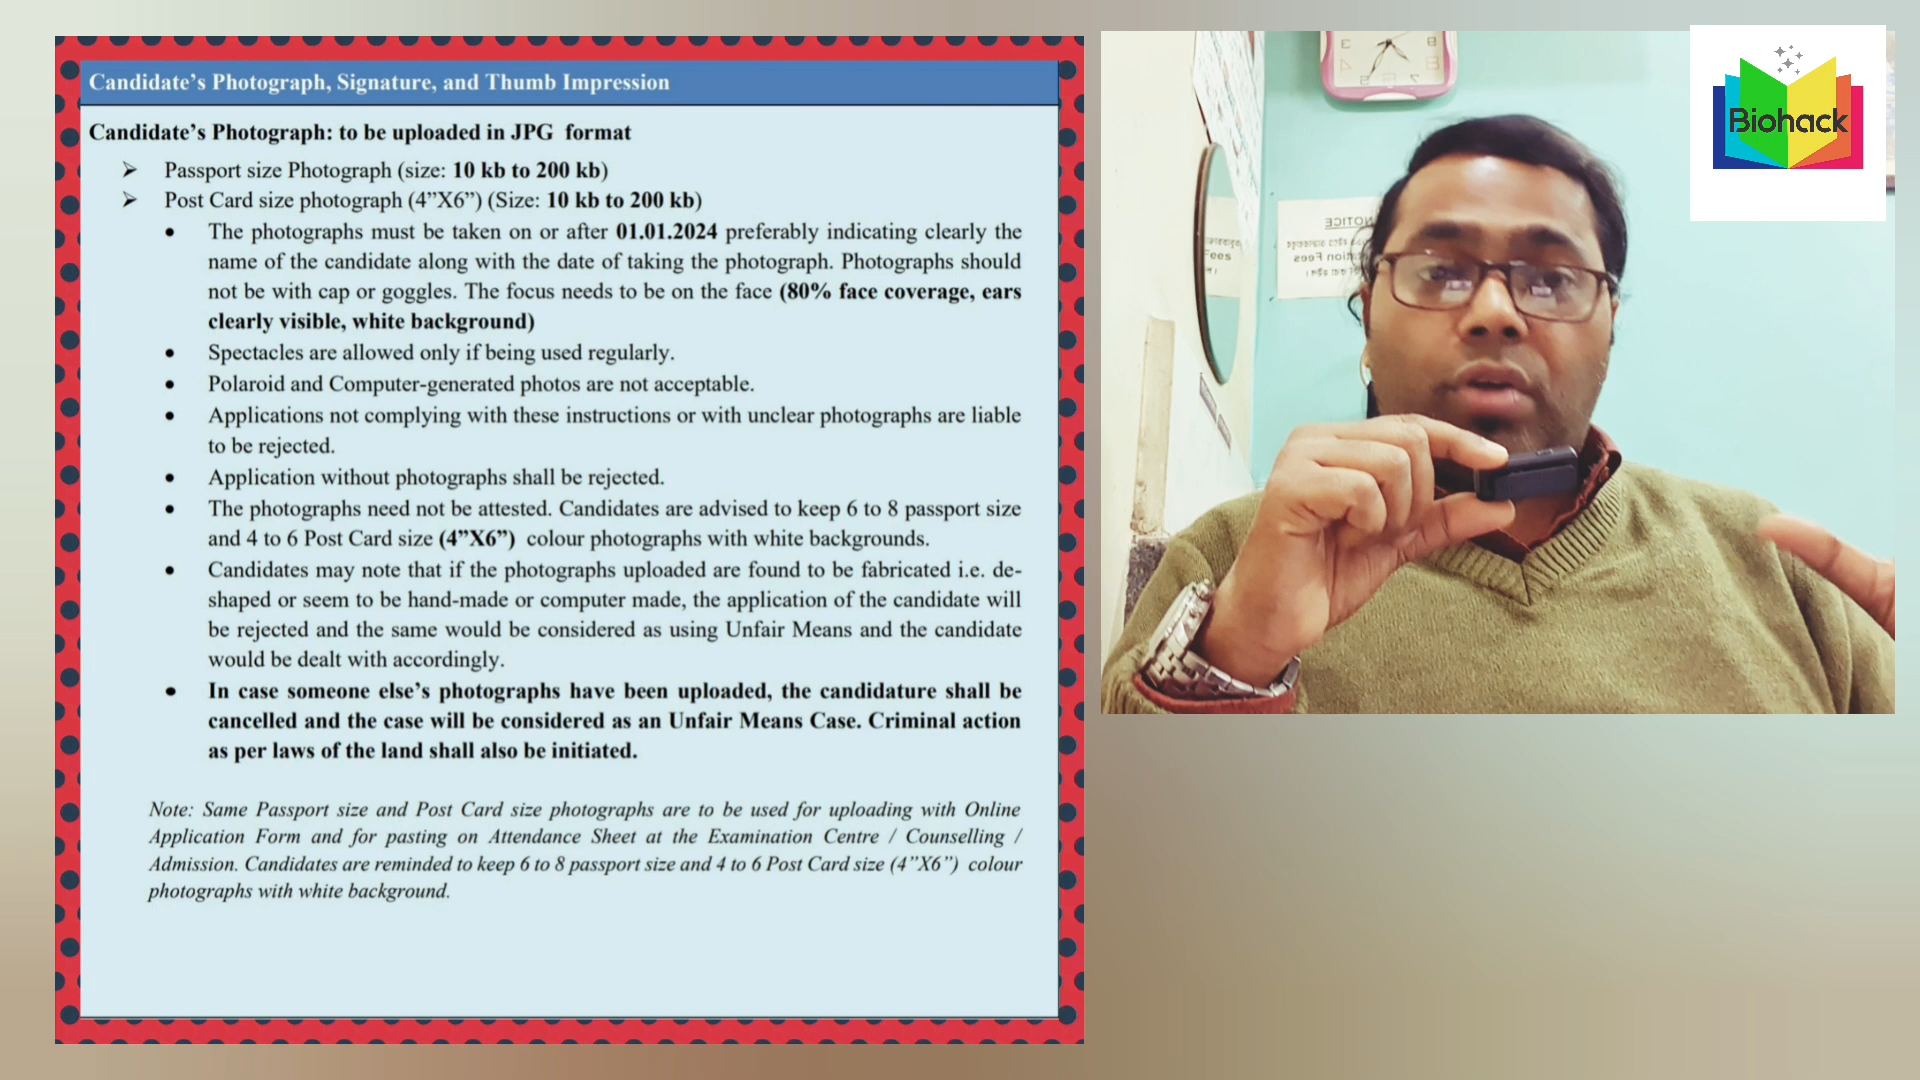 Candidate’s Photograph, Signature, and Thumb Impression
Candidate’s Photograph: to be uploaded in JPG format
➢ Passport size Photograph (size: 10 kb to 200 kb)
➢ Post Card size photograph (4”X6”) (Size: 10 kb to 200 kb)
• The photographs must be taken on or after 01.01.2024 preferably indicating clearly the
name of the candidate along with the date of taking the photograph. Photographs should
not be with cap or goggles. The focus needs to be on the face (80% face coverage, ears
clearly visible, white background)
• Spectacles are allowed only if being used regularly.
• Polaroid and Computer-generated photos are not acceptable.
• Applications not complying with these instructions or with unclear photographs are liable
to be rejected.
• Application without photographs shall be rejected.
• The photographs need not be attested. Candidates are advised to keep 6 to 8 passport size
and 4 to 6 Post Card size (4”X6”) colour photographs with white backgrounds.
• Candidates may note that if the photographs uploaded are found to be fabricated i.e. de-
shaped or seem to be hand-made or computer made, the application of the candidate will
be rejected and the same would be considered as using Unfair Means and the candidate
would be dealt with accordingly.
• In case someone else’s photographs have been uploaded, the candidature shall be
cancelled and the case will be considered as an Unfair Means Case. Criminal action
as per laws of the land shall also be initiated.
Note: Same Passport size and Post Card size photographs are to be used for uploading with Online
Application Form and for pasting on Attendance Sheet at the Examination Centre / Counselling /
Admission. Candidates are reminded to keep 6 to 8 passport size and 4 to 6 Post Card size (4”X6”) colour
photographs with white background.
Biohack
NOTICE
Fees